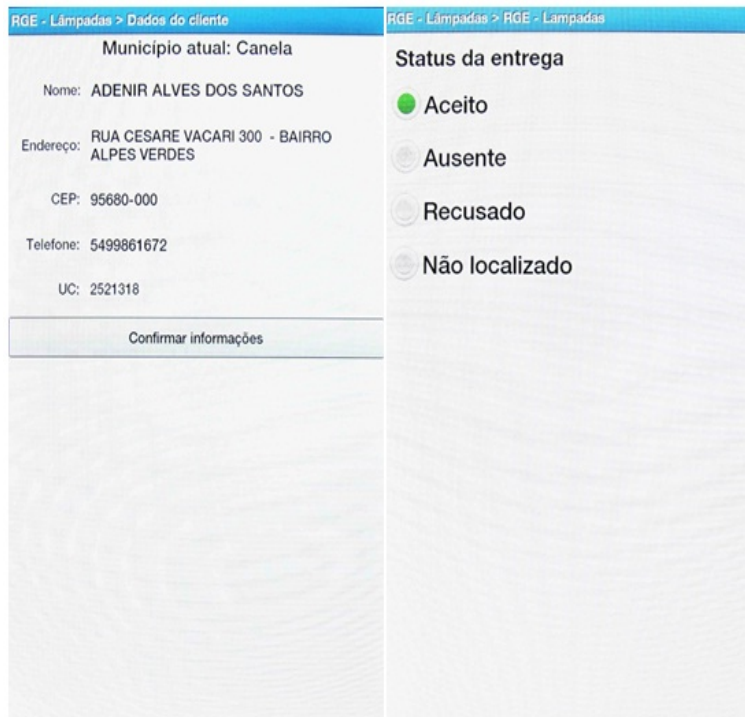 RGE - Lâmpadas > Dados do cliente
Município atual: Canela
Nome: ADENIR ALVES DOS SANTOS
Endereço: RUA CESARE VACARI 300 - BAIRRO
ALPES VERDES
CEP: 95680-000
Telefone: 5499861672
UC: 2521318
Confirmar informações
RGE - Lâmpadas > RGE - Lampadas
Status da entrega
Aceito
Ausente
Recusado
Não localizado